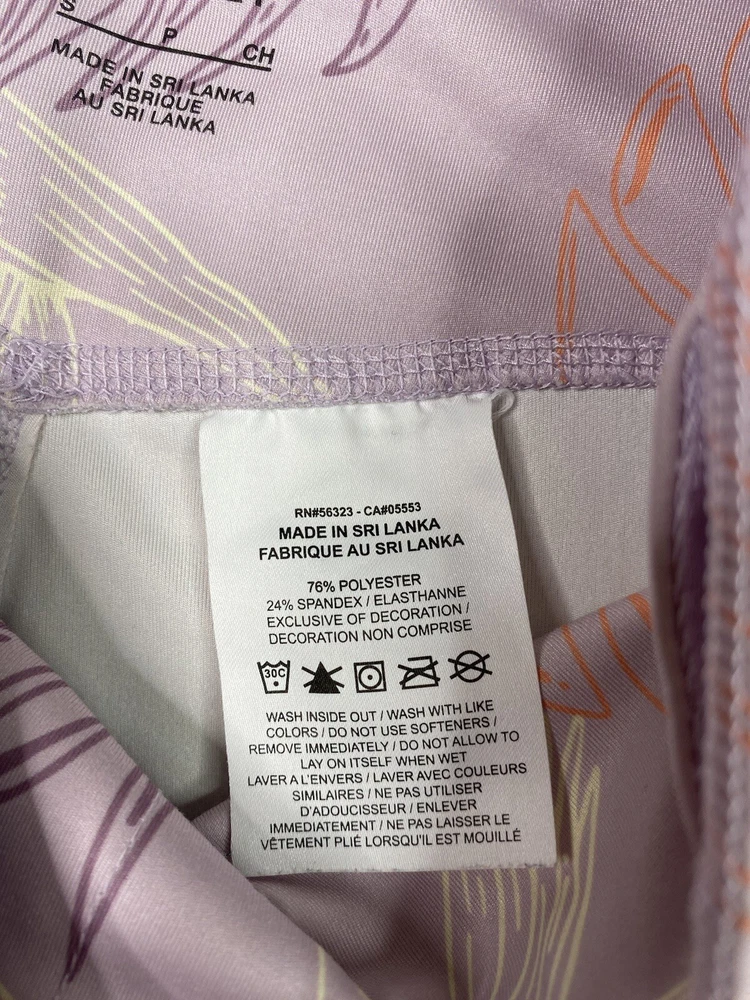 S P CH
MADE IN SRI LANKA
FABRIQUE
AU SRI LANKA
RN#56323 - CA#05553
MADE IN SRI LANKA
FABRIQUE AU SRI LANKA
76% POLYESTER
24% SPANDEX / ELASTHANNE
EXCLUSIVE OF DECORATION /
DECORATION NON COMPRISE
30C
WASH INSIDE OUT / WASH WITH LIKE
COLORS / DO NOT USE SOFTENERS /
REMOVE IMMEDIATELY / DO NOT ALLOW TO
LAY ON ITSELF WHEN WET
LAVER A L'ENVERS / LAVER AVEC COULEURS
SIMILAIRES / NE PAS UTILISER
D'ADOUCISSEUR / ENLEVER
IMMEDIATEMENT / NE PAS LAISSER LE
VÊTEMENT PLIÉ LORSQU'IL EST MOUILLÉ